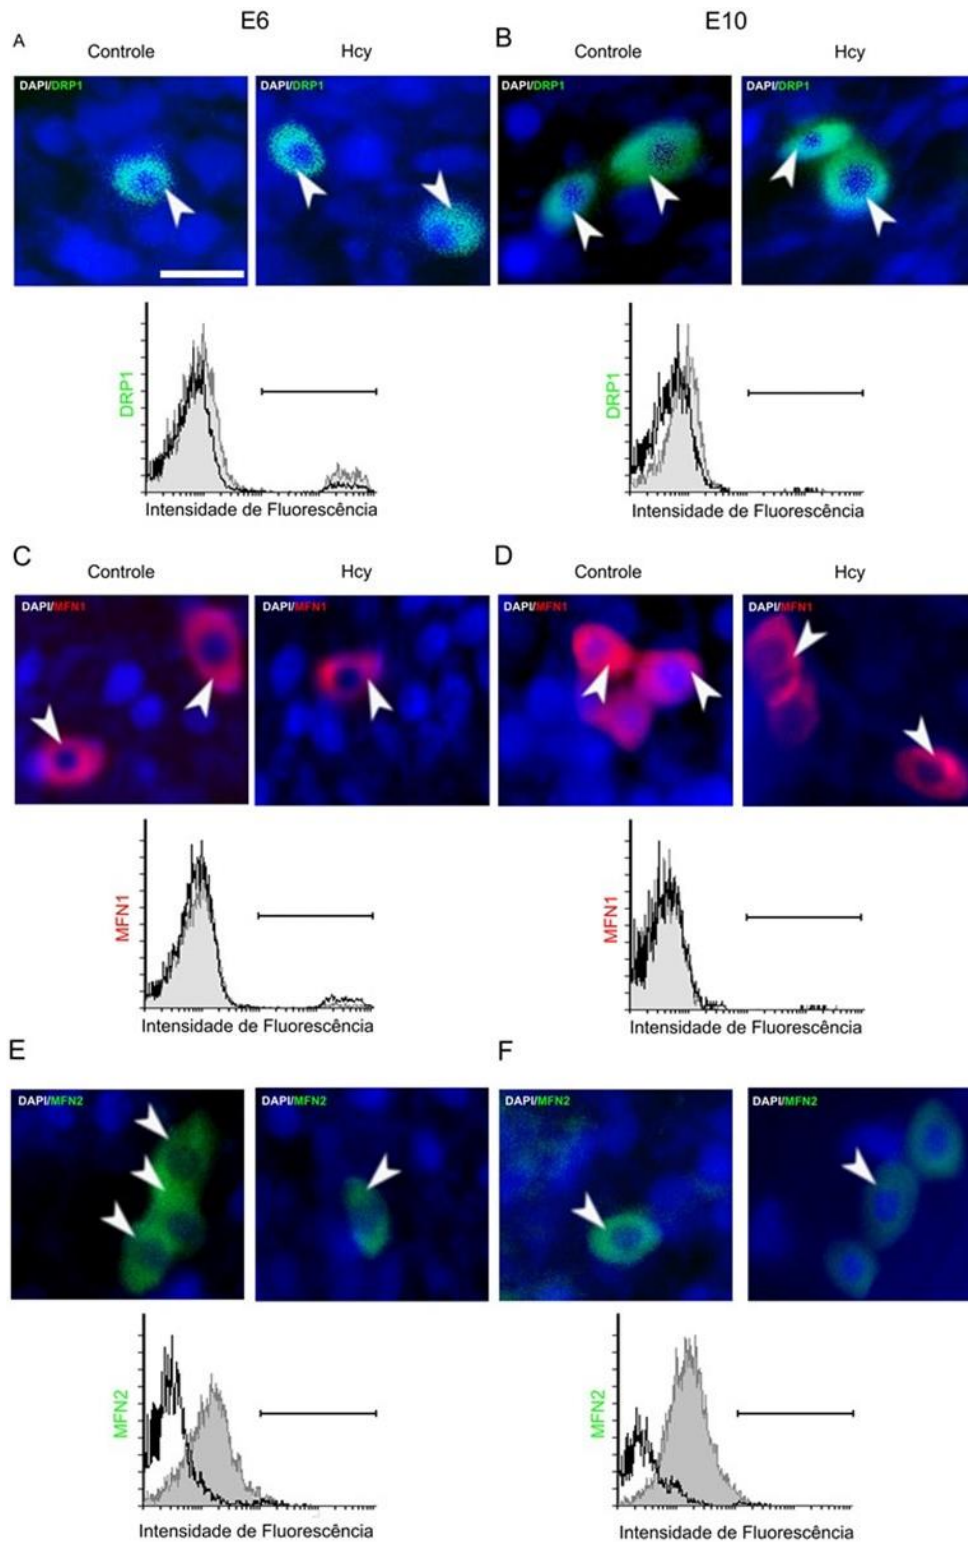 E6
E10
A
Controle
Hcy
B
Controle
Hcy
DAPI/DRP1
DAPI/DRP1
DAPI/DRP1
DAPI/DRP1
DRP1
Intensidade de Fluorescência
DRP1
Intensidade de Fluorescência
C
Controle
Hcy
D
Controle
Hcy
DAPI/MFN1
DAPI/MFN1
DAPI/MFN1
DAPI/MFN1
MFN1
Intensidade de Fluorescência
MFN1
Intensidade de Fluorescência
E
F
DAPI/MFN2
DAPI/MFN2
DAPI/MFN2
DAPI/MFN2
MFN2
Intensidade de Fluorescência
MFN2
Intensidade de Fluorescência